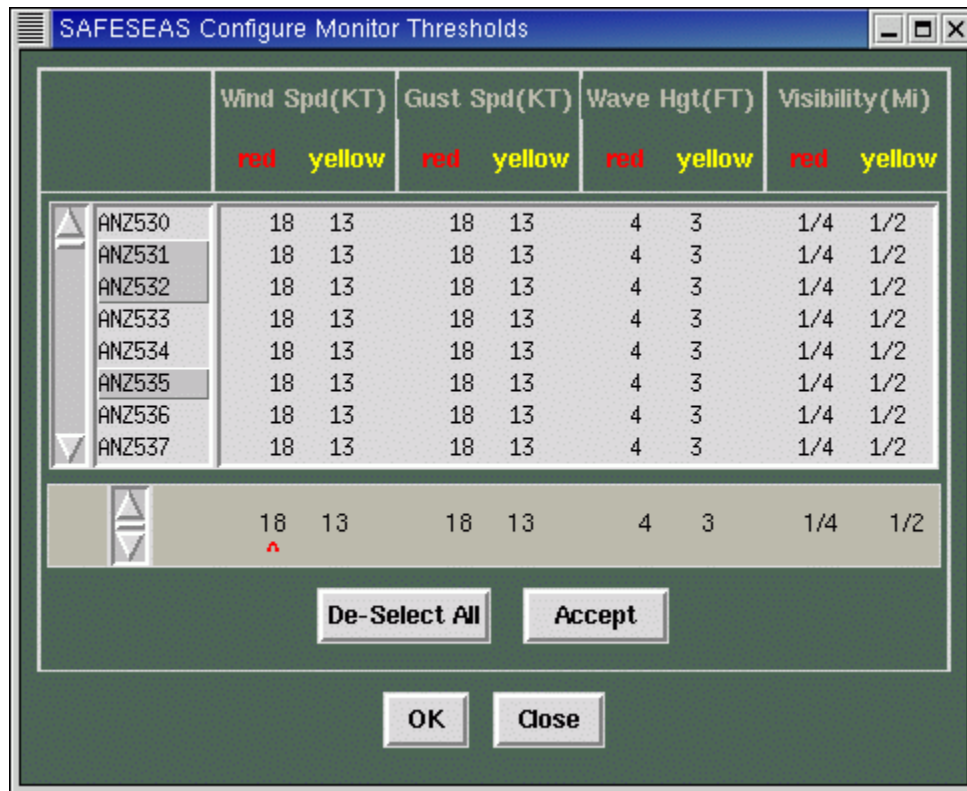 SAFESEAS Configure Monitor Thresholds
Wind Spd(KT) Gust Spd(KT) Wave Hgt(FT) Visibility(Mi)
red yellow red yellow red yellow red yellow
ANZ530 18 13 18 13 4 3 1/4 1/2
ANZ531 18 13 18 13 4 3 1/4 1/2
ANZ532 18 13 18 13 4 3 1/4 1/2
ANZ533 18 13 18 13 4 3 1/4 1/2
ANZ534 18 13 18 13 4 3 1/4 1/2
ANZ535 18 13 18 13 4 3 1/4 1/2
ANZ536 18 13 18 13 4 3 1/4 1/2
ANZ537 18 13 18 13 4 3 1/4 1/2
18 13 18 13 4 3 1/4 1/2
^
De-Select All Accept
OK Close